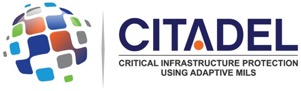 CITADEL
CRITICAL INFRASTRUCTURE PROTECTION
USING ADAPTIVE MILS